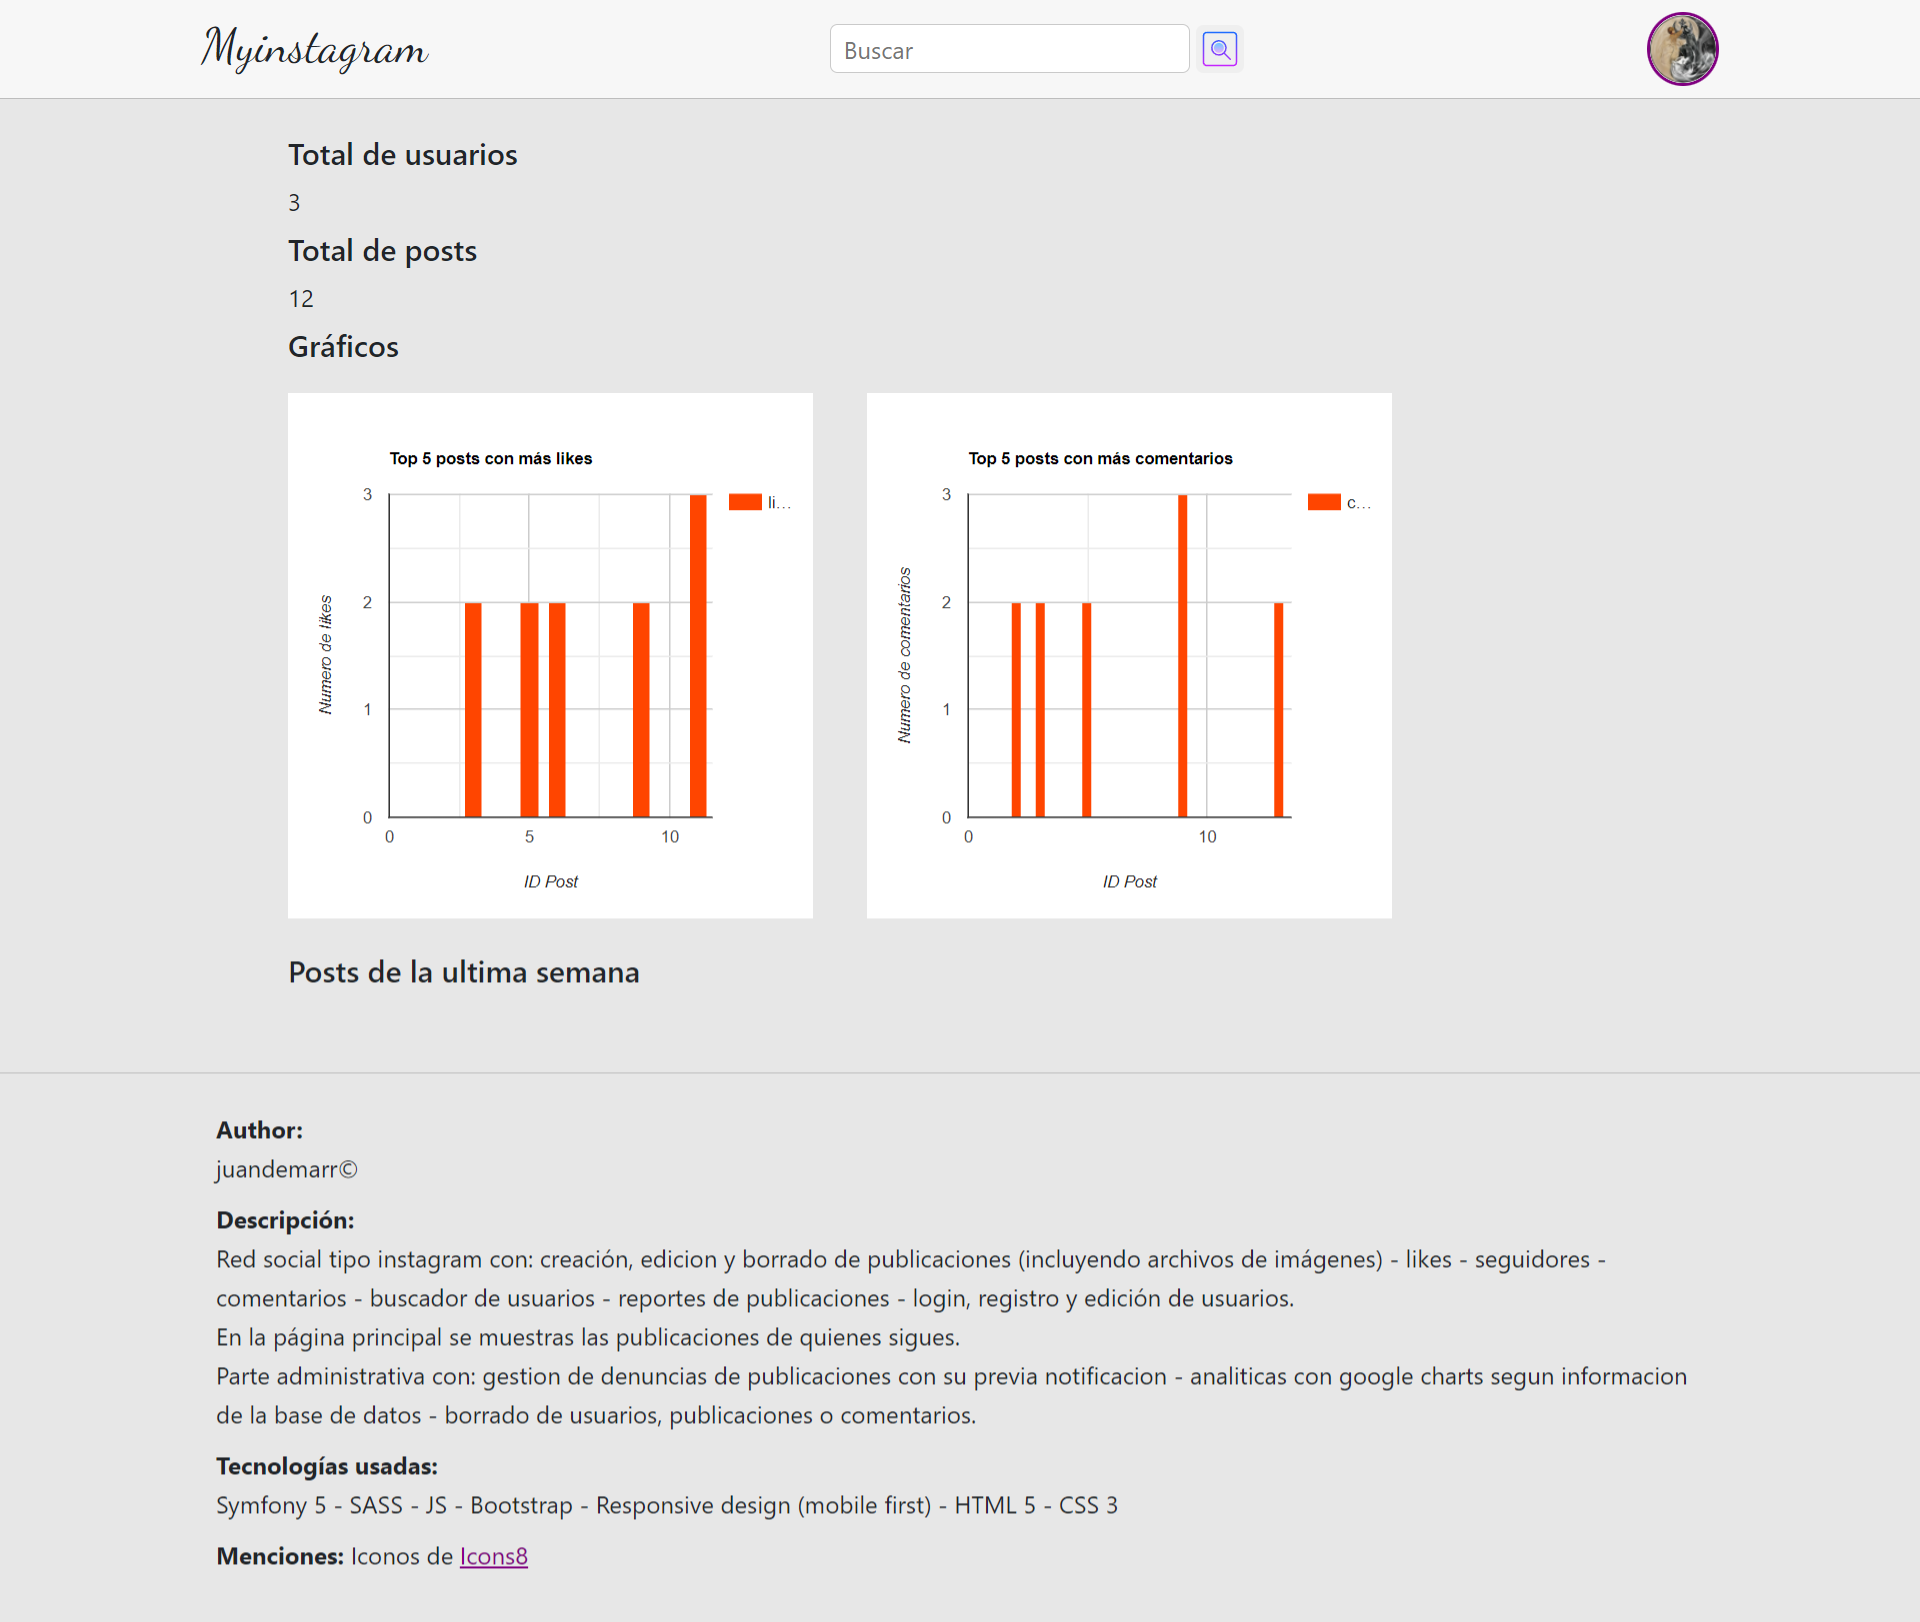 Myinstagram
Buscar
Total de usuarios
3
Total de posts
12
Gráficos
Top 5 posts con más likes
3
2
1
0
0 5 10
Numero de likes
ID Post
li...
Top 5 posts con más comentarios
3
2
1
0
0 10
Numero de comentarios
ID Post
c...
Posts de la ultima semana
Author:
juandemarr©
Descripción:
Red social tipo instagram con: creación, edicion y borrado de publicaciones (incluyendo archivos de imágenes) - likes - seguidores -
comentarios - buscador de usuarios - reportes de publicaciones - login, registro y edición de usuarios.
En la página principal se muestras las publicaciones de quienes sigues.
Parte administrativa con: gestion de denuncias de publicaciones con su previa notificacion - analiticas con google charts segun informacion
de la base de datos - borrado de usuarios, publicaciones o comentarios.
Tecnologías usadas:
Symfony 5 - SASS - JS - Bootstrap - Responsive design (mobile first) - HTML 5 - CSS 3
Menciones: Iconos de Icons8